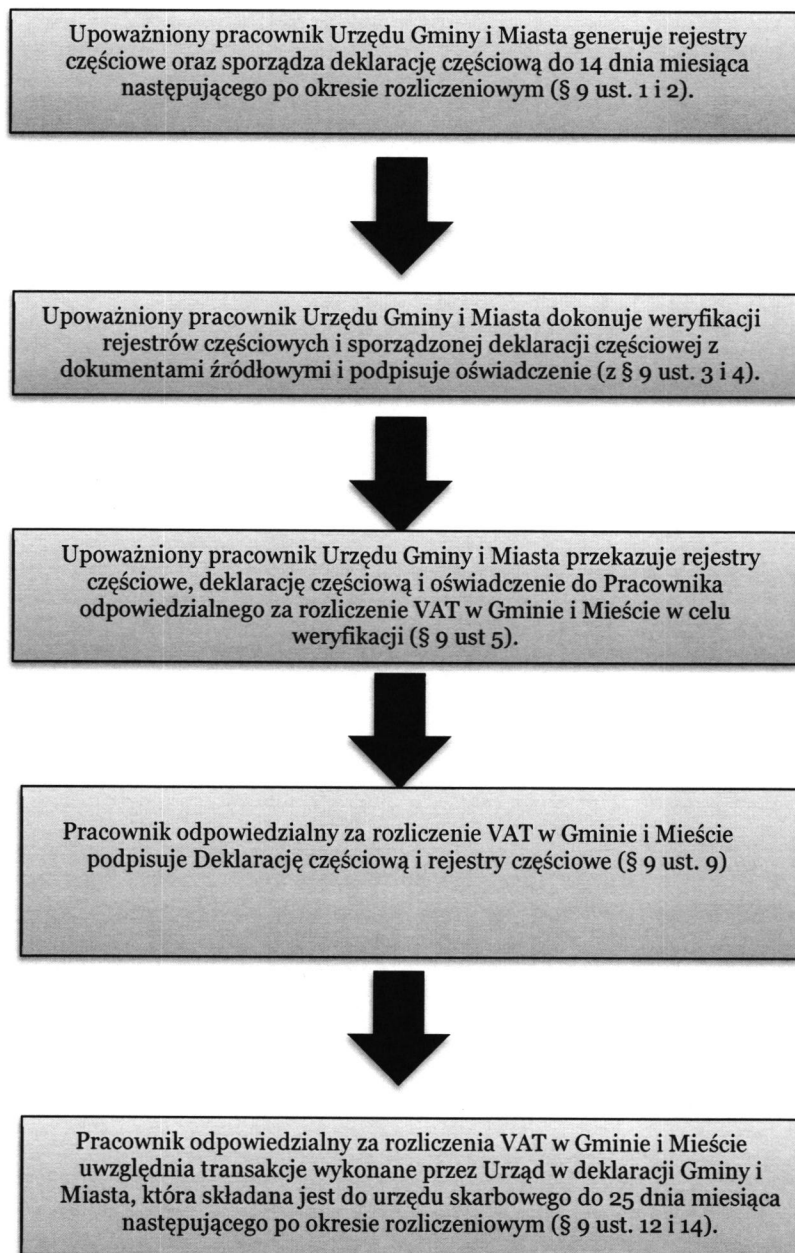 Upoważniony pracownik Urzędu Gminy i Miasta generuje rejestry
częściowe oraz sporządza deklarację częściową do 14 dnia miesiąca
następującego po okresie rozliczeniowym (§ 9 ust. 1 i 2).
Upoważniony pracownik Urzędu Gminy i Miasta dokonuje weryfikacji
rejestrów częściowych i sporządzonej deklaracji częściowej z
dokumentami źródłowymi i podpisuje oświadczenie (z § 9 ust. 3 i 4).
Upoważniony pracownik Urzędu Gminy i Miasta przekazuje rejestry
częściowe, deklarację częściową i oświadczenie do Pracownika
odpowiedzialnego za rozliczenie VAT w Gminie i Mieście w celu
weryfikacji (§ 9 ust 5).
Pracownik odpowiedzialny za rozliczenie VAT w Gminie i Mieście
podpisuje Deklarację częściową i rejestry częściowe (§ 9 ust. 9)
Pracownik odpowiedzialny za rozliczenia VAT w Gminie i Mieście
uwzględnia transakcje wykonane przez Urząd w deklaracji Gminy i
Miasta, która składana jest do urzędu skarbowego do 25 dnia miesiąca
następującego po okresie rozliczeniowym (§ 9 ust. 12 i 14).